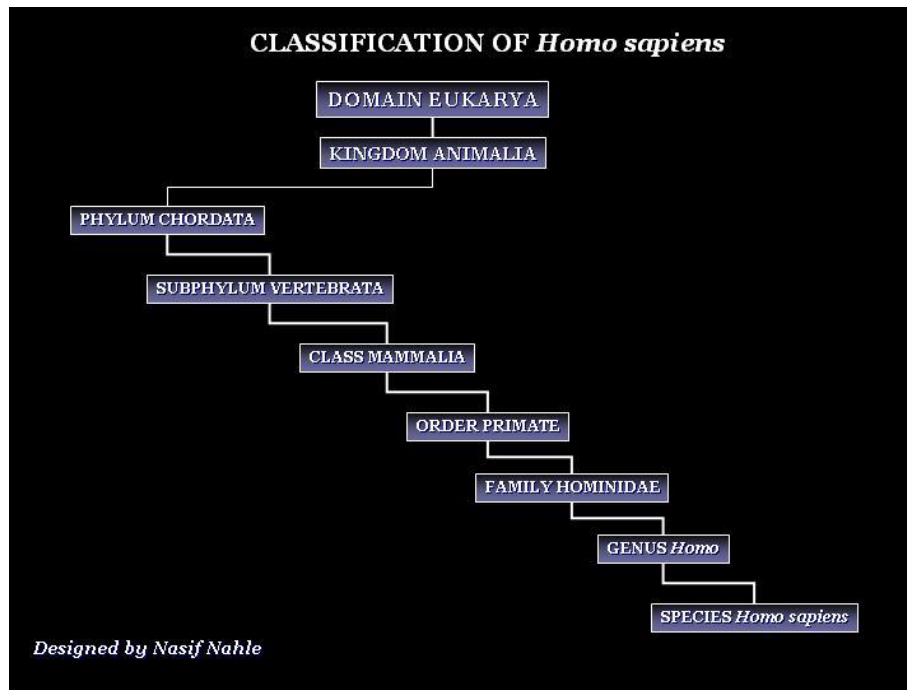 CLASSIFICATION OF Homo sapiens
DOMAIN EUKARYA
KINGDOM ANIMALIA
PHYLUM CHORDATA
SUBPHYLUM VERTEBRATA
CLASS MAMMALIA
ORDER PRIMATE
FAMILY HOMINIDAE
GENUS Homo
SPECIES Homo sapiens
Designed by Nasif Nahle